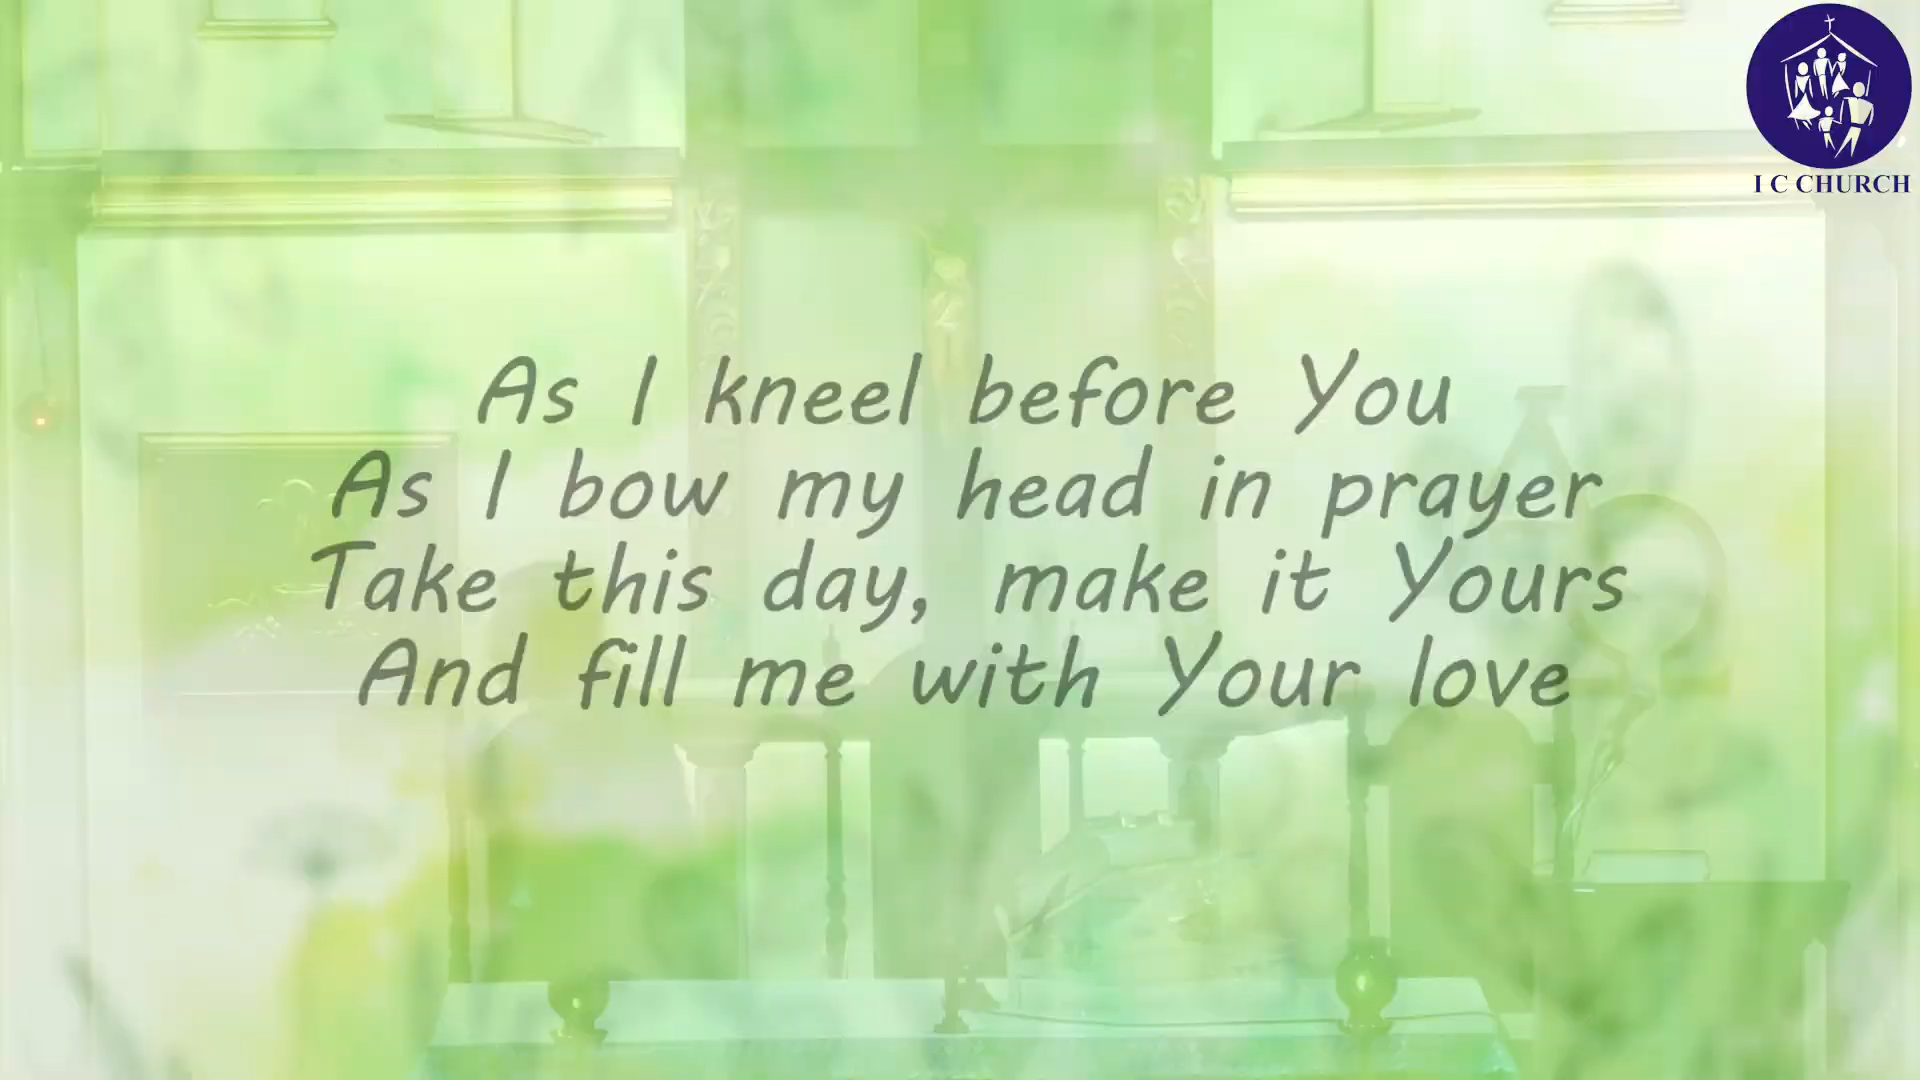 I C CHURCH
As I kneel before You
As I bow my head in prayer
Take this day, make it Yours
And fill me with Your love